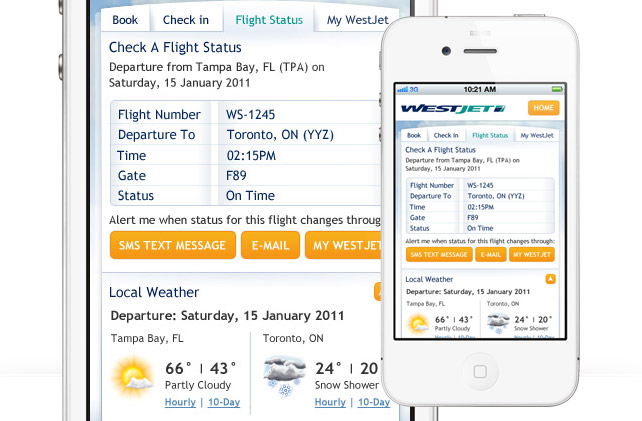 Book Check in Flight Status My WestJet
Check A Flight Status
Departure from Tampa Bay, FL (TPA) on
Saturday, 15 January 2011
Flight Number WS-1245
Departure To Toronto, ON (YYZ)
Time 02:15PM
Gate F89
Status On Time
Alert me when status for this flight changes throug
SMS TEXT MESSAGE E-MAIL MY WESTJET
Local Weather
Departure: Saturday, 15 January 2011
Tampa Bay, FL Toronto, ON
66° | 43° 24° | 20
Partly Cloudy Snow Shower
Hourly | 10-Day Hourly | 10-Day
3G 10:21 AM
WESTJET HOME
Book Check in Flight Status My WestJet
Check A Flight Status
Departure from Tampa Bay, FL (TPA) on
Saturday, 15 January 2011
Flight Number WS-1245
Departure To Toronto, ON (YYZ)
Time 02:15PM
Gate F89
Status On Time
Alert me when status for this flight changes through:
SMS TEXT MESSAGE E-MAIL MY WESTJET
Local Weather
Departure: Saturday, 15 January 2011
Tampa Bay, FL Toronto, ON
66° | 43° 24° | 20°
Partly Cloudy Snow Shower
Hourly | 10-Day Hourly | 10-Day